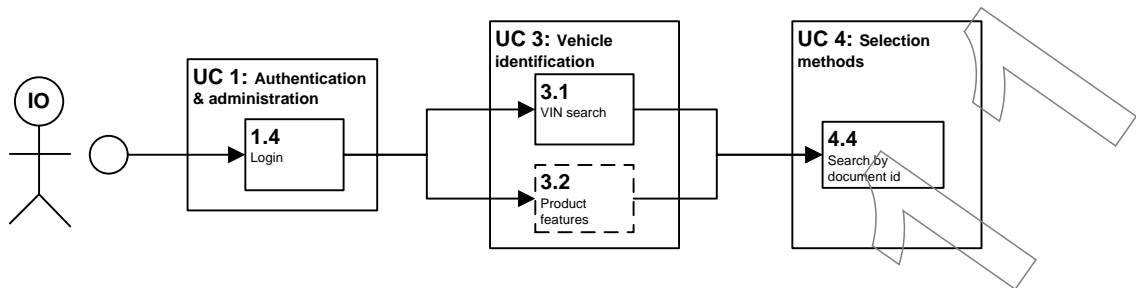 IO
UC 1: Authentication
& administration
1.4
Login
UC 3: Vehicle
identification
3.1
VIN search
3.2
Product
features
UC 4: Selection
methods
4.4
Search by
document id